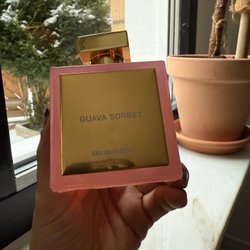 GUAVA SORBET
EAU DE PARFUM